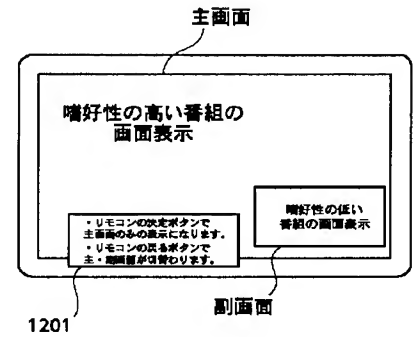 主画面
嗜好性の高い番組の
画面表示
嗜好性の低い
番組の画面表示
・リモコンの決定ボタンで
主画面のみの表示になります。
・リモコンの戻るボタンで
主・副画面が切替わります。
副画面
1201